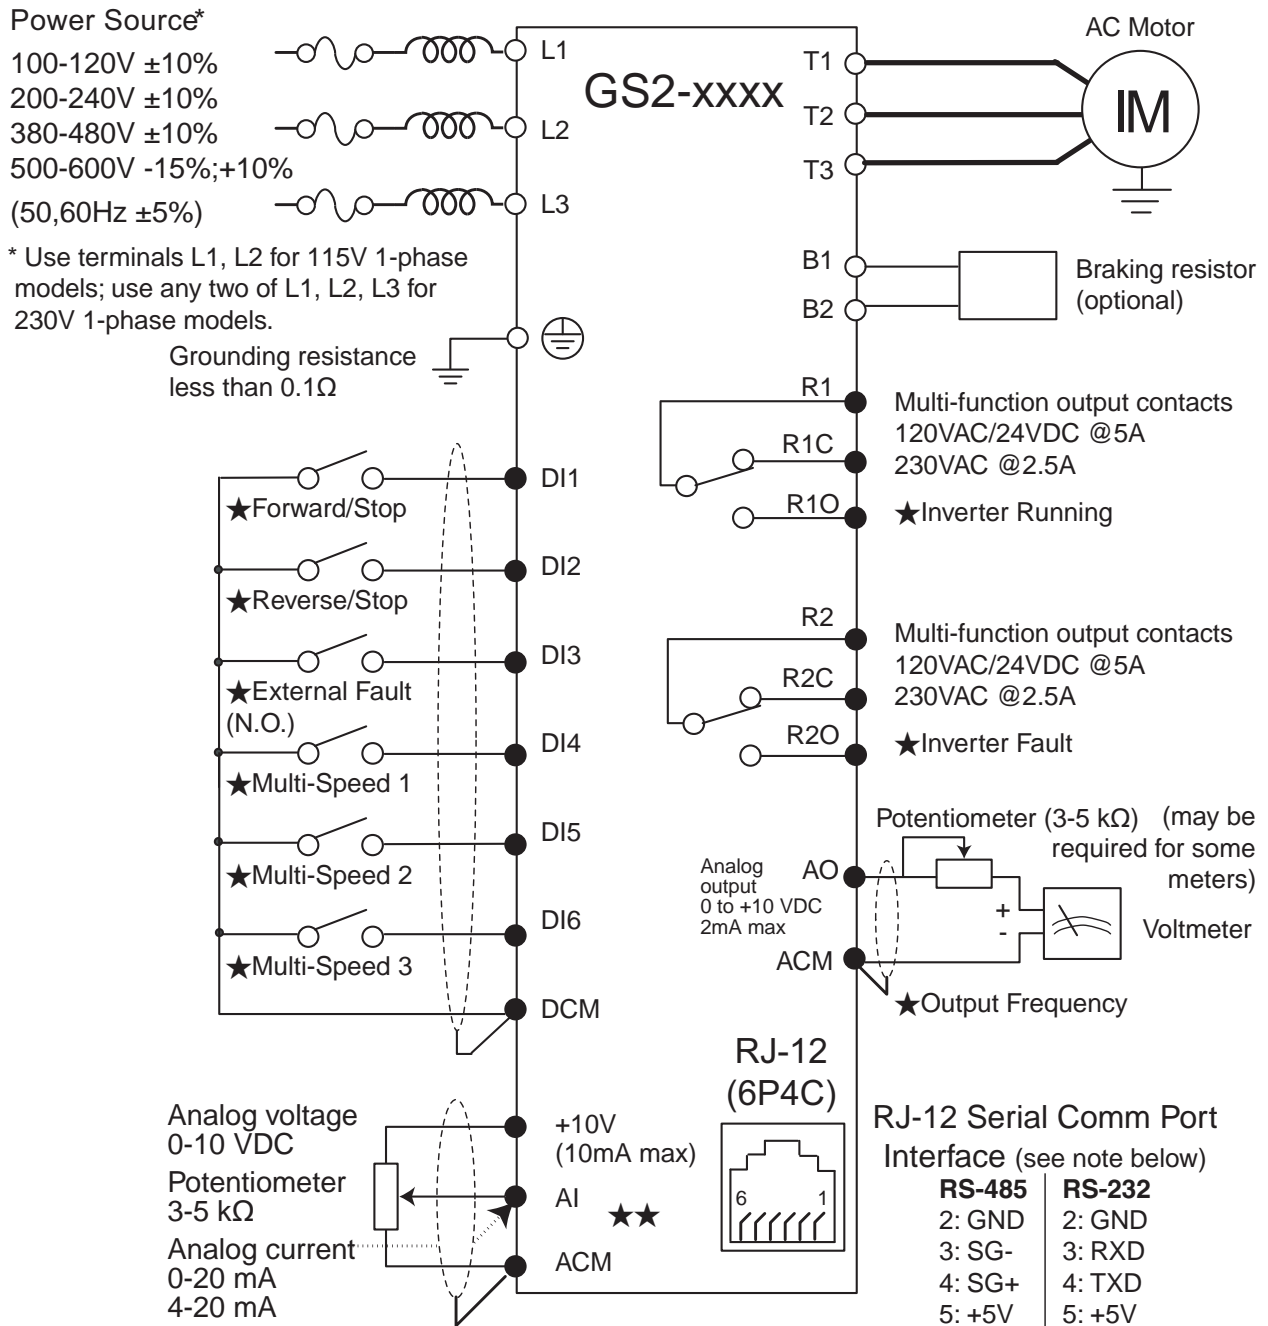 Power Source*
100-120V ±10%
200-240V ±10%
380-480V ±10%
500-600V -15%;+10%
(50,60Hz ±5%)
* Use terminals L1, L2 for 115V 1-phase
models; use any two of L1, L2, L3 for
230V 1-phase models.
Grounding resistance
less than 0.1Ω
L1
L2
L3
GS2-xxxx
T1
T2
T3
AC Motor
IM
B1
B2
Braking resistor
(optional)
R1
R1C
R1O
Multi-function output contacts
120VAC/24VDC @5A
230VAC @2.5A
★Inverter Running
DI1
★Forward/Stop
DI2
★Reverse/Stop
DI3
★External Fault
(N.O.)
DI4
★Multi-Speed 1
DI5
★Multi-Speed 2
DI6
★Multi-Speed 3
DCM
R2
R2C
R2O
Multi-function output contacts
120VAC/24VDC @5A
230VAC @2.5A
★Inverter Fault
Potentiometer (3-5 kΩ) (may be
required for some
meters)
Analog
output
0 to +10 VDC
2mA max
AO
ACM
+
-
Voltmeter
★Output Frequency
Analog voltage
0-10 VDC
Potentiometer
3-5 kΩ
Analog current
0-20 mA
4-20 mA
+10V
(10mA max)
AI
★★
ACM
RJ-12
(6P4C)
6 1
RJ-12 Serial Comm Port
Interface (see note below)
RS-485 RS-232
2: GND 2: GND
3: SG- 3: RXD
4: SG+ 4: TXD
5: +5V 5: +5V